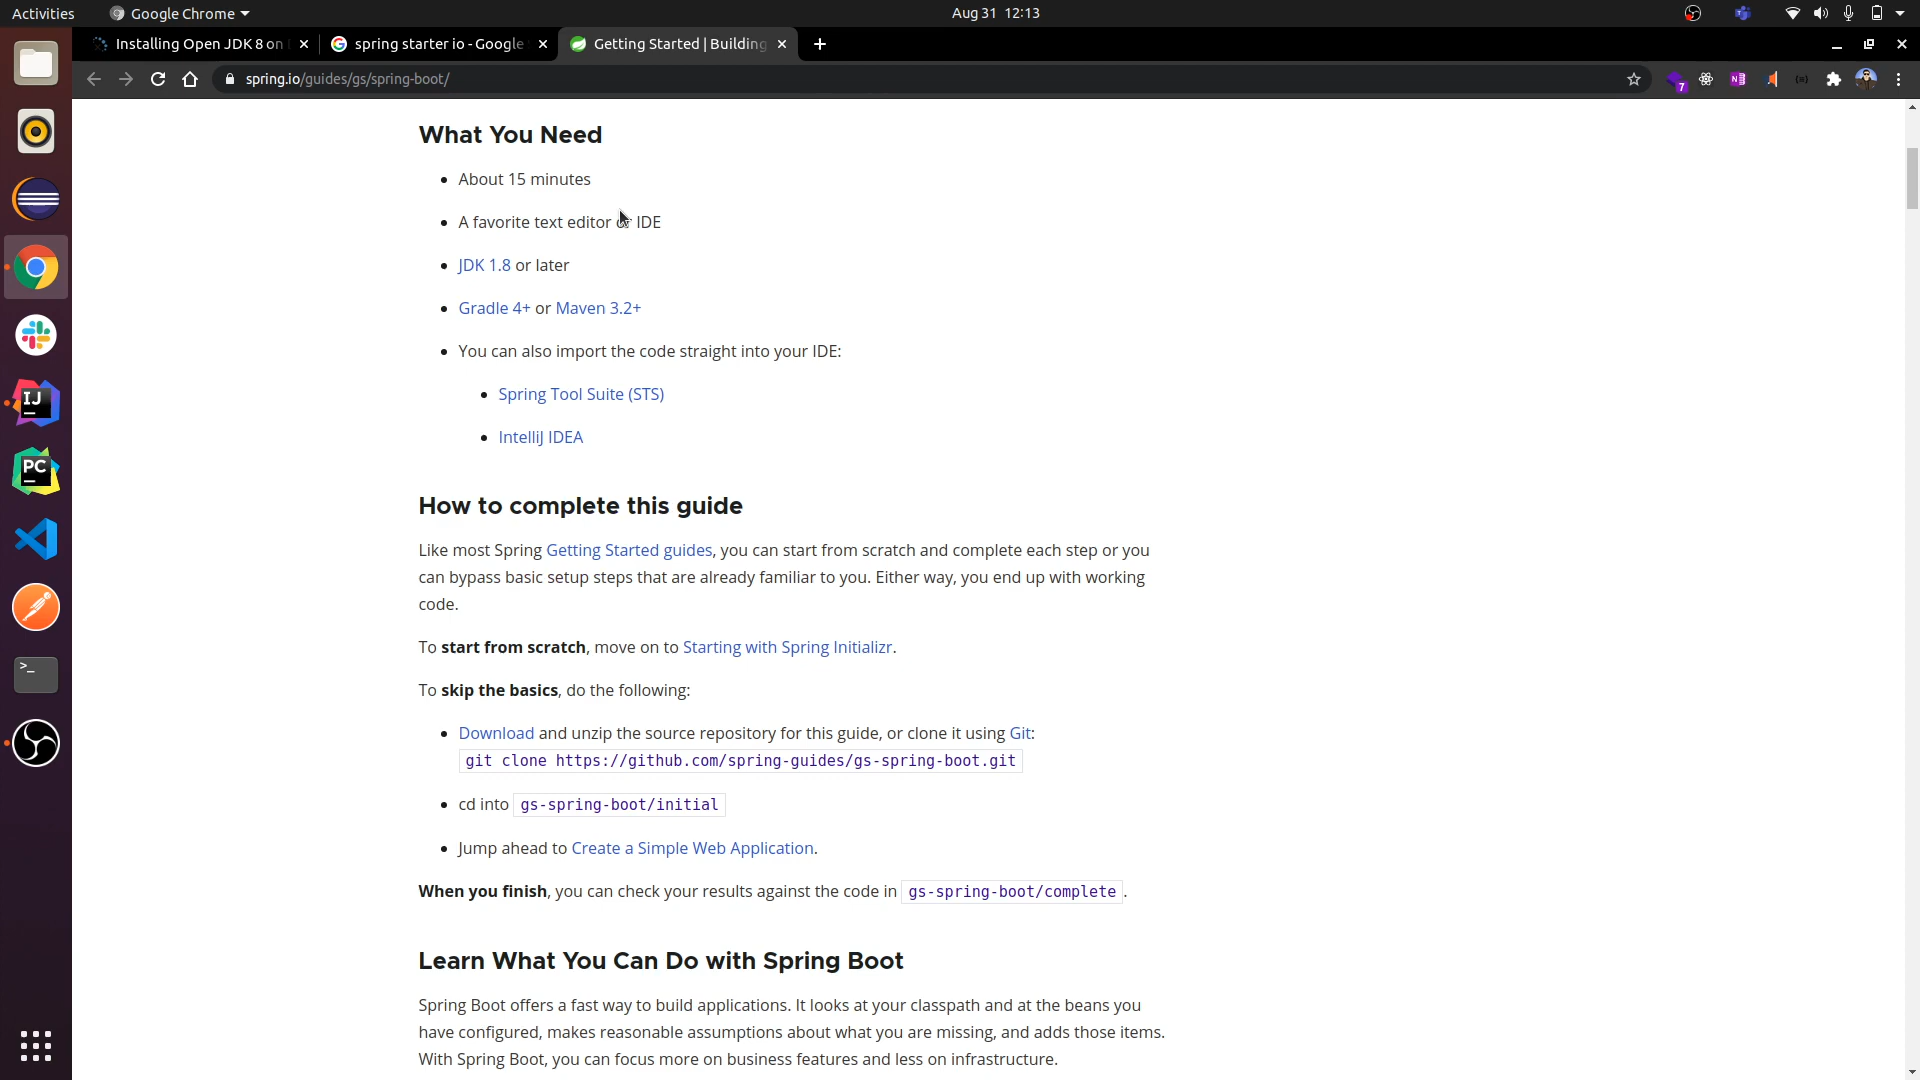 Activities
Google Chrome
Aug 31 12:13
Installing Open JDK 8 on
spring starter io - Google
Getting Started | Building
spring.io/guides/gs/spring-boot/
7
What You Need
About 15 minutes
A favorite text editor or IDE
JDK 1.8 or later
Gradle 4+ or Maven 3.2+
You can also import the code straight into your IDE:
Spring Tool Suite (STS)
IntelliJ IDEA
How to complete this guide
Like most Spring Getting Started guides, you can start from scratch and complete each step or you
can bypass basic setup steps that are already familiar to you. Either way, you end up with working
code.
To start from scratch, move on to Starting with Spring Initializr.
To skip the basics, do the following:
Download and unzip the source repository for this guide, or clone it using Git:
git clone https://github.com/spring-guides/gs-spring-boot.git
cd into gs-spring-boot/initial
Jump ahead to Create a Simple Web Application.
When you finish, you can check your results against the code in gs-spring-boot/complete.
Learn What You Can Do with Spring Boot
Spring Boot offers a fast way to build applications. It looks at your classpath and at the beans you
have configured, makes reasonable assumptions about what you are missing, and adds those items.
With Spring Boot, you can focus more on business features and less on infrastructure.
IJ
PC
>_